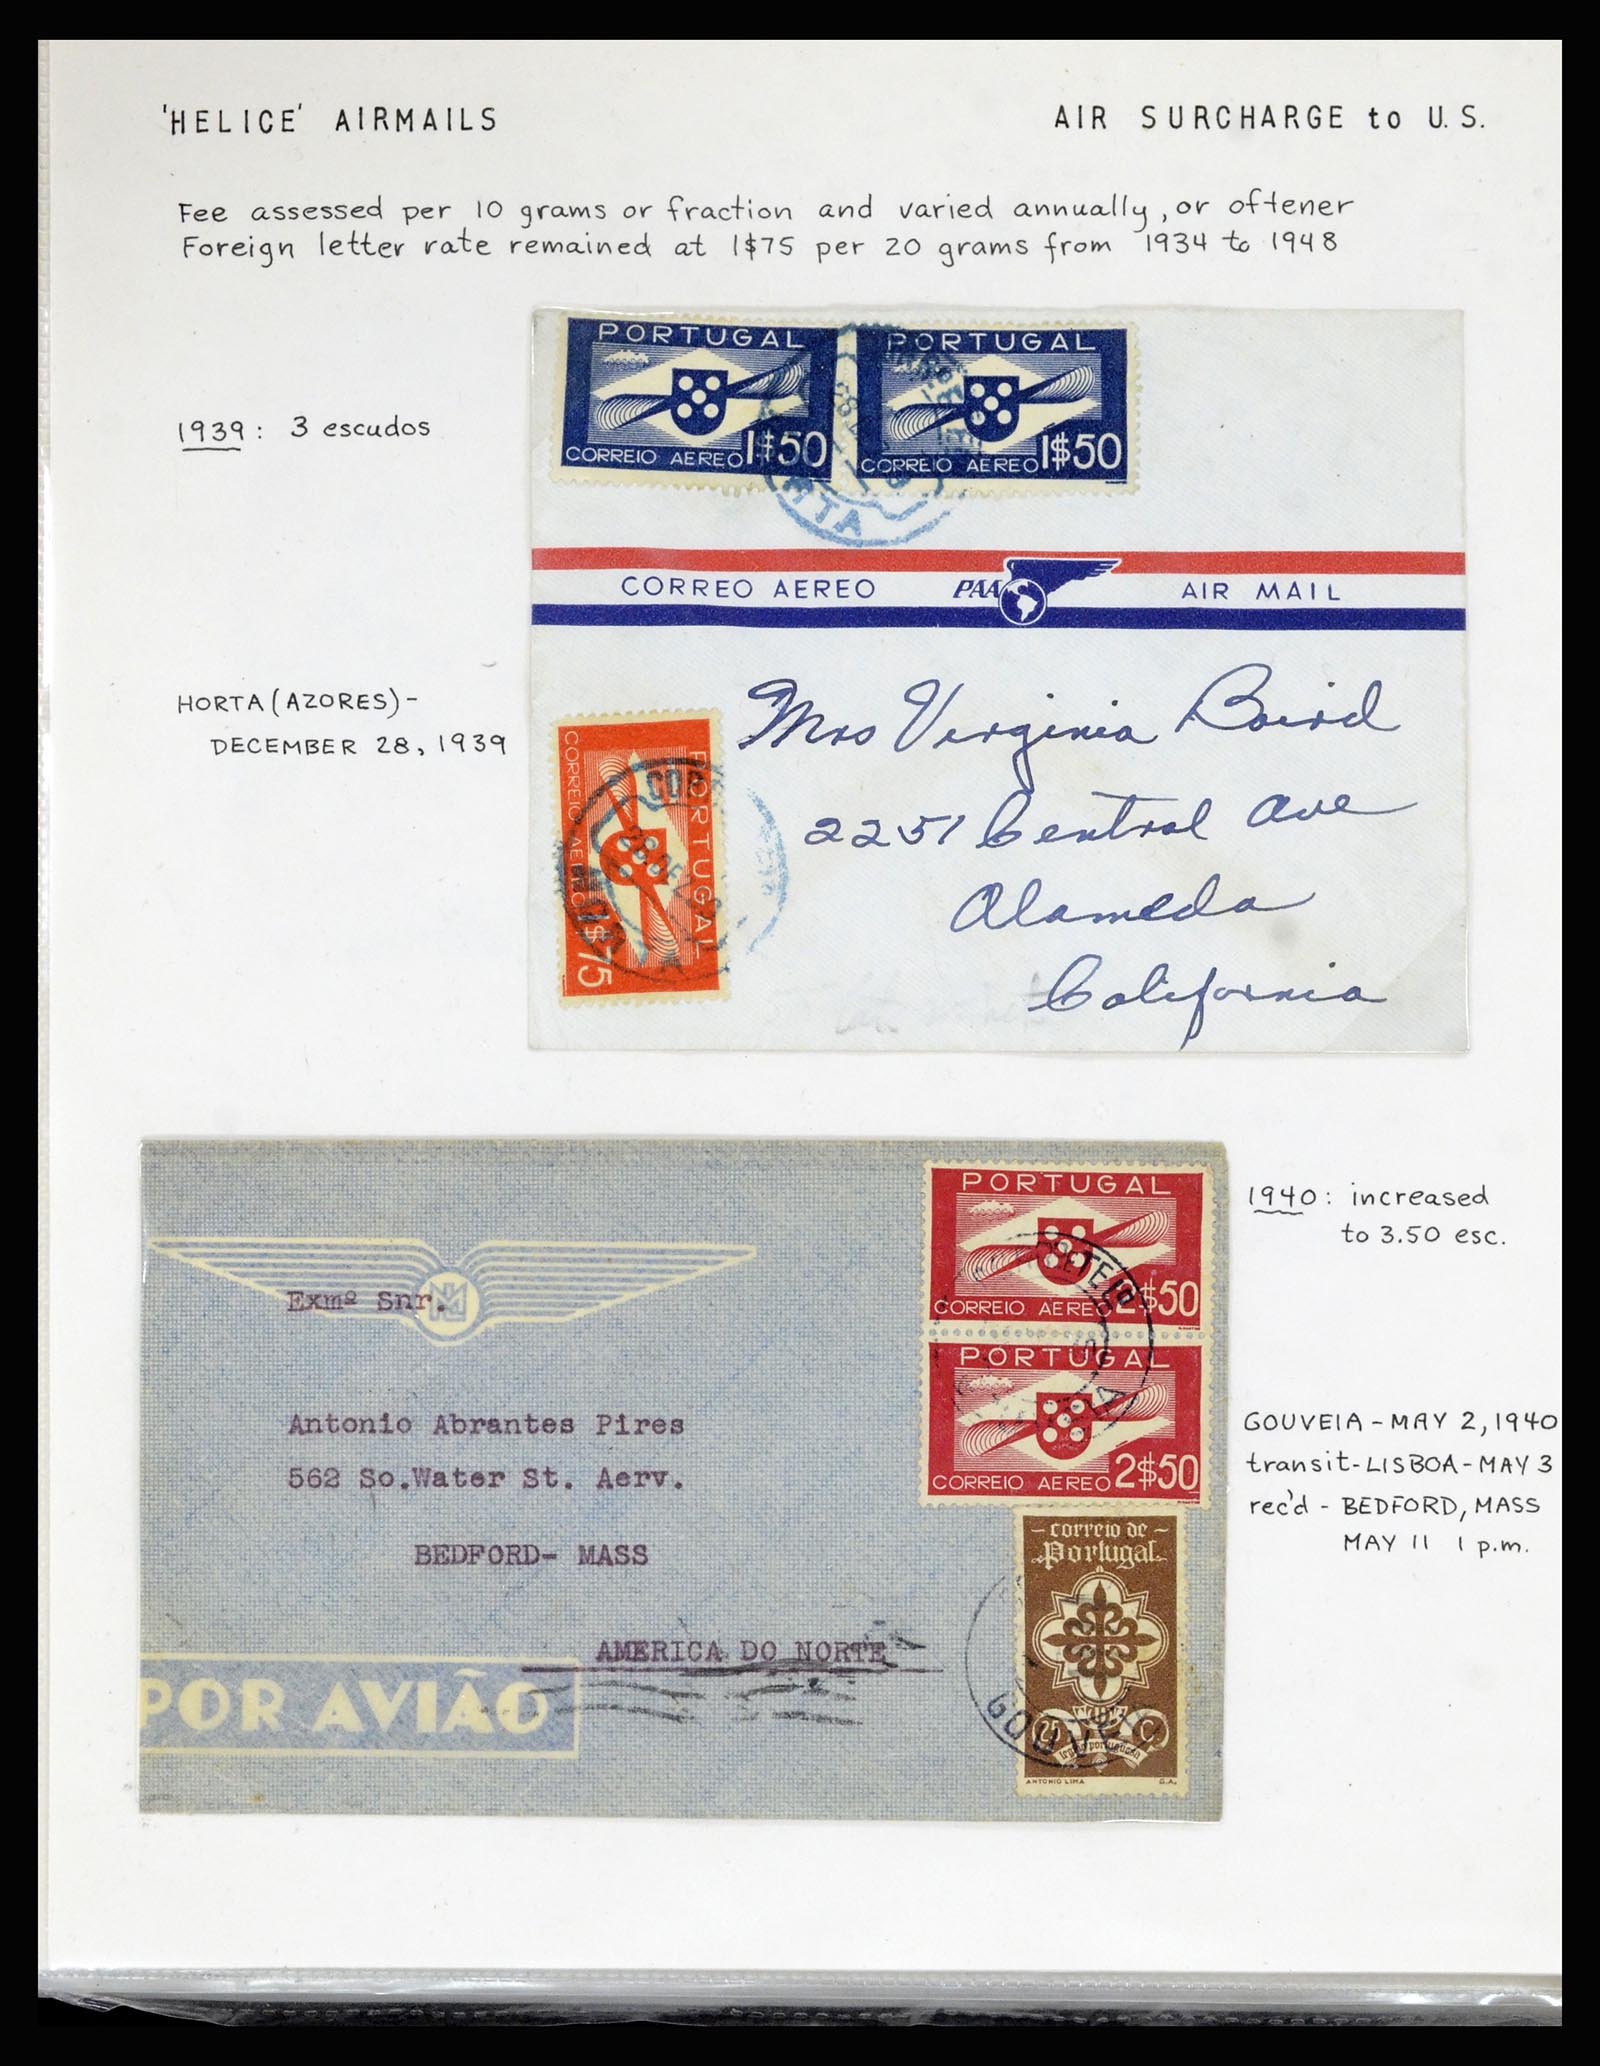 'HELICE' AIRMAILS
AIR SURCHARGE to U.S.
Fee assessed per 10 grams or fraction and varied annually, or oftener
Foreign letter rate remained at 1$75 per 20 grams from 1934 to 1948
1939: 3 escudos
PORTUGAL
CORREIO AEREO 1$50
PORTUGAL
CORREIO AEREO 1$50
CORREO AEREO PAA AIR MAIL
HORTA (AZORES) -
DECEMBER 28, 1939
PORTUGAL
CORREIO AEREO 1$75
Mrs Virginia Baird
2251 Central Ave
Alameda
California
1940: increased
to 3.50 esc.
PORTUGAL
CORREIO AEREO 2$50
PORTUGAL
CORREIO AEREO 2$50
Exmº Snr.
Antonio Abrantes Pires
562 So.Water St. Aerv.
BEDFORD- MASS
AMERICA DO NORTE
POR AVIÃO
GOUVEIA - MAY 2, 1940
transit - LISBOA - MAY 3
rec'd - BEDFORD, MASS
MAY 11 1 p.m.
- correio de -
Portugal
25 C.
legião portuguesa
ANTONIO LIMA G.A.